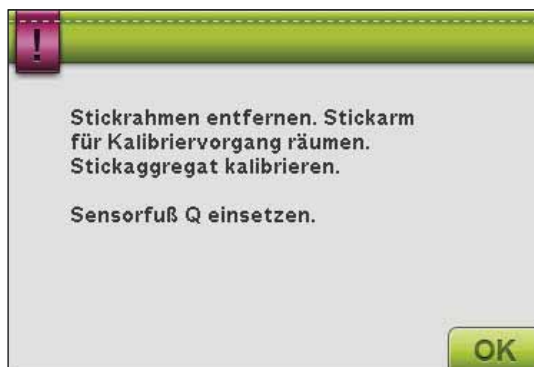 !
Stickrahmen entfernen. Stickarm
für Kalibriervorgang räumen.
Stickaggregat kalibrieren.
Sensorfuß Q einsetzen.
OK